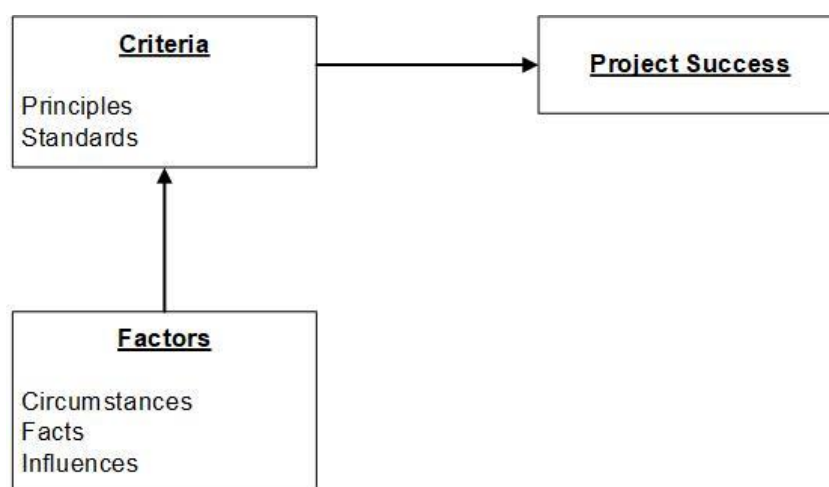 Criteria
Principles
Standards
Project Success
Factors
Circumstances
Facts
Influences